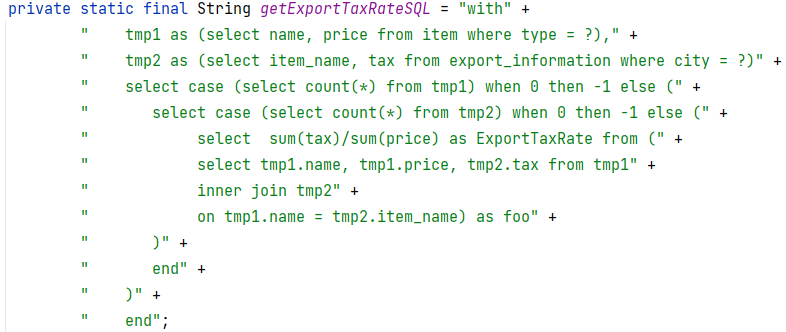 private static final String getExportTaxRateSQL = "with" +
        "    tmp1 as (select name, price from item where type = ?)," +
        "    tmp2 as (select item_name, tax from export_information where city = ?)" +
        "    select case (select count(*) from tmp1) when 0 then -1 else (" +
        "       select case (select count(*) from tmp2) when 0 then -1 else (" +
        "            select  sum(tax)/sum(price) as ExportTaxRate from (" +
        "            select tmp1.name, tmp1.price, tmp2.tax from tmp1" +
        "            inner join tmp2" +
        "            on tmp1.name = tmp2.item_name) as foo" +
        "       )" +
        "       end" +
        "    )" +
        "    end";